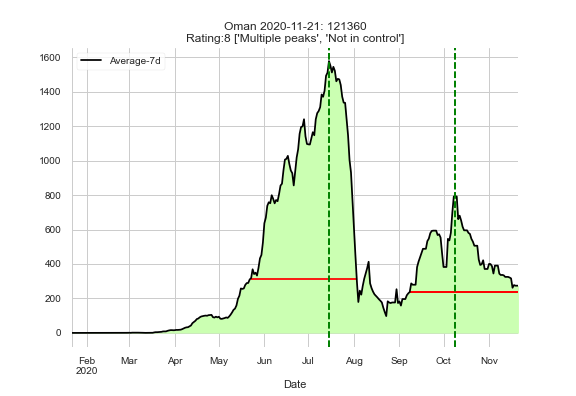 Oman 2020-11-21: 121360
Rating:8 ['Multiple peaks', 'Not in control']
Average-7d
1600
1400
1200
1000
800
600
400
200
0
Feb Mar Apr May Jun Jul Aug Sep Oct Nov
2020
Date